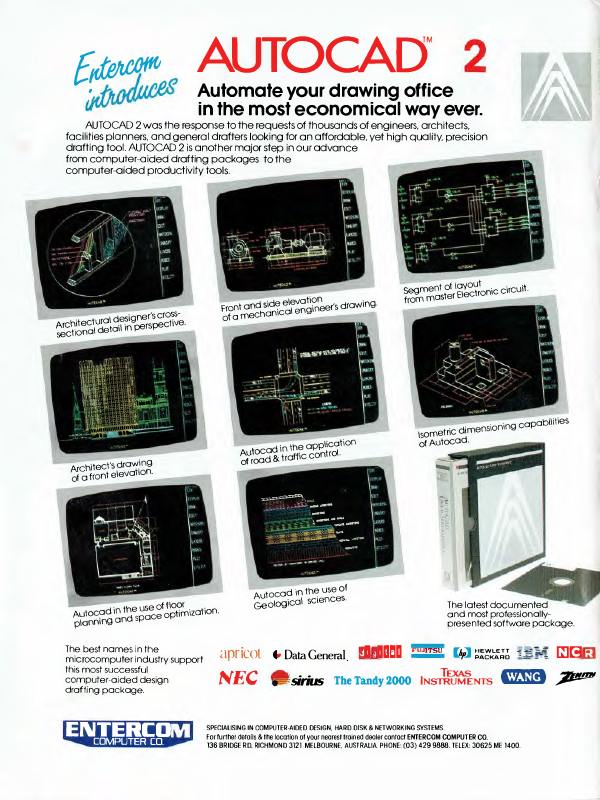 Entercom
introduces
AUTOCAD™ 2
Automate your drawing office
in the most economical way ever.
AUTOCAD 2 was the response to the requests of thousands of engineers, architects,
facilities planners, and general drafters looking for an affordable, yet high quality, precision
drafting tool. AUTOCAD 2 is another major step in our advance
from computer-aided drafting packages to the
computer-aided productivity tools.
Architectural designer's cross-
sectional detail in perspective.
Front and side elevation
of a mechanical engineer's drawing.
Segment of layout
from master Electronic circuit.
Architect's drawing
of a front elevation.
Autocad in the application
of road & traffic control.
Isometric dimensioning capabilities
of Autocad.
Autocad in the use of floor
planning and space optimization.
Autocad in the use of
Geological sciences.
The latest documented
and most professionally-
presented software package.
The best names in the
microcomputer industry support
this most successful
computer-aided design
drafting package.
apricot Data General digital FUJITSU hp HEWLETT PACKARD IBM NCR
NEC sirius The Tandy 2000 TEXAS INSTRUMENTS WANG ZENITH
ENTERCOM
COMPUTER CO.
SPECIALISING IN COMPUTER-AIDED DESIGN, HARD DISK & NETWORKING SYSTEMS.
For further details & the location of your nearest trained dealer contact ENTERCOM COMPUTER CO.
136 BRIDGE RD, RICHMOND 3121 MELBOURNE, AUSTRALIA. PHONE: (03) 429 9888. TELEX: 30625 ME 1400.